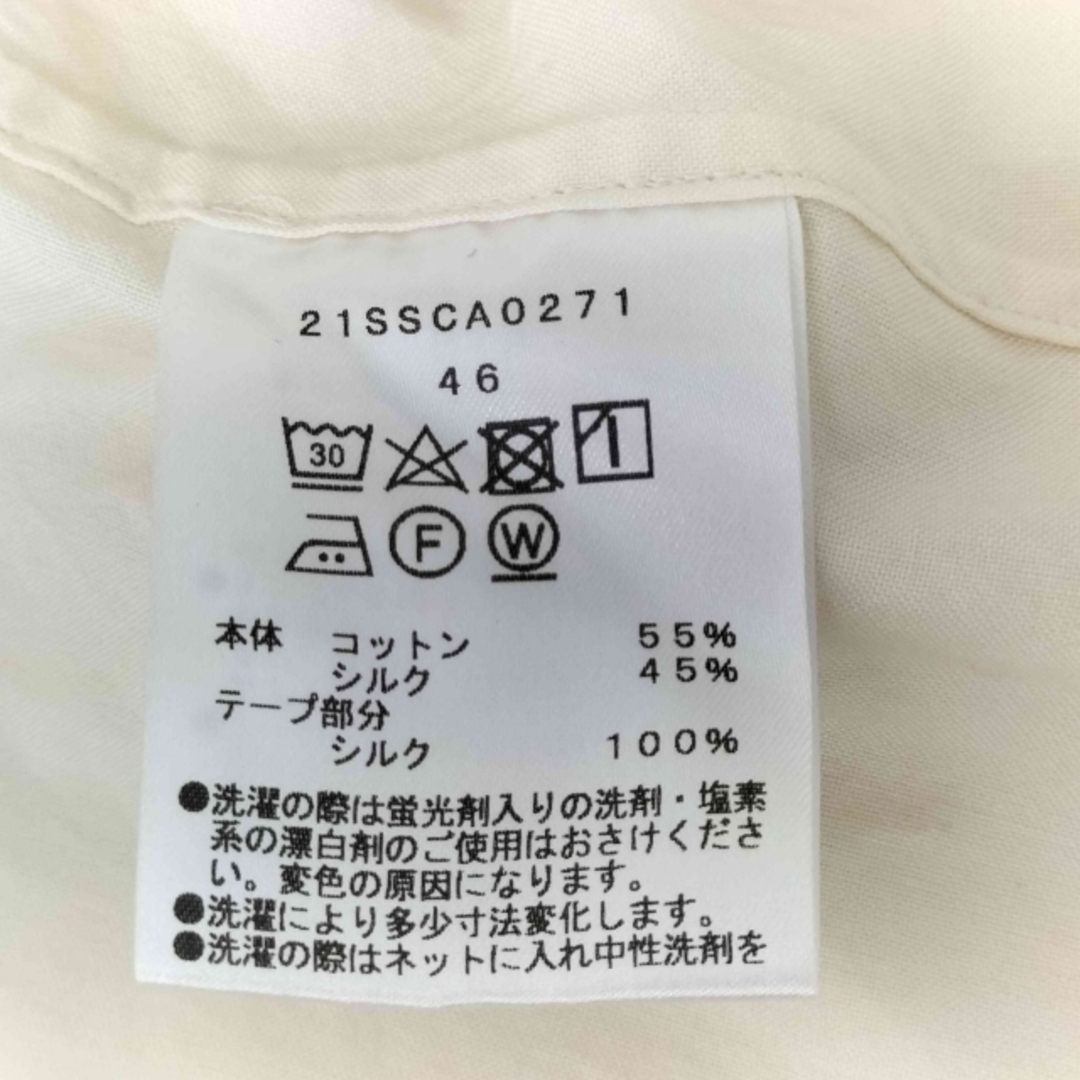 21SSCA0271
46
30
F W
本体 コットン 55%
シルク 45%
テープ部分
シルク 100%
●洗濯の際は蛍光剤入りの洗剤・塩素
系の漂白剤のご使用はおさけくださ
い。変色の原因になります。
●洗濯により多少寸法変化します。
●洗濯の際はネットに入れ中性洗剤を